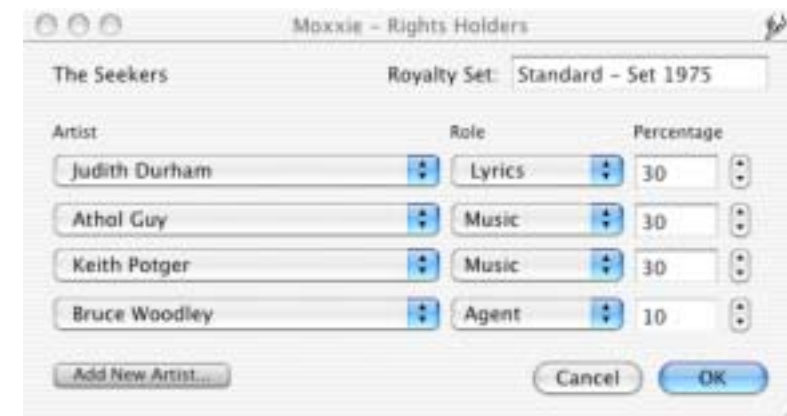 Moxxie – Rights Holders
The Seekers Royalty Set: Standard – Set 1975
Artist Role Percentage
Judith Durham Lyrics 30
Athol Guy Music 30
Keith Potger Music 30
Bruce Woodley Agent 10
Add New Artist... Cancel OK